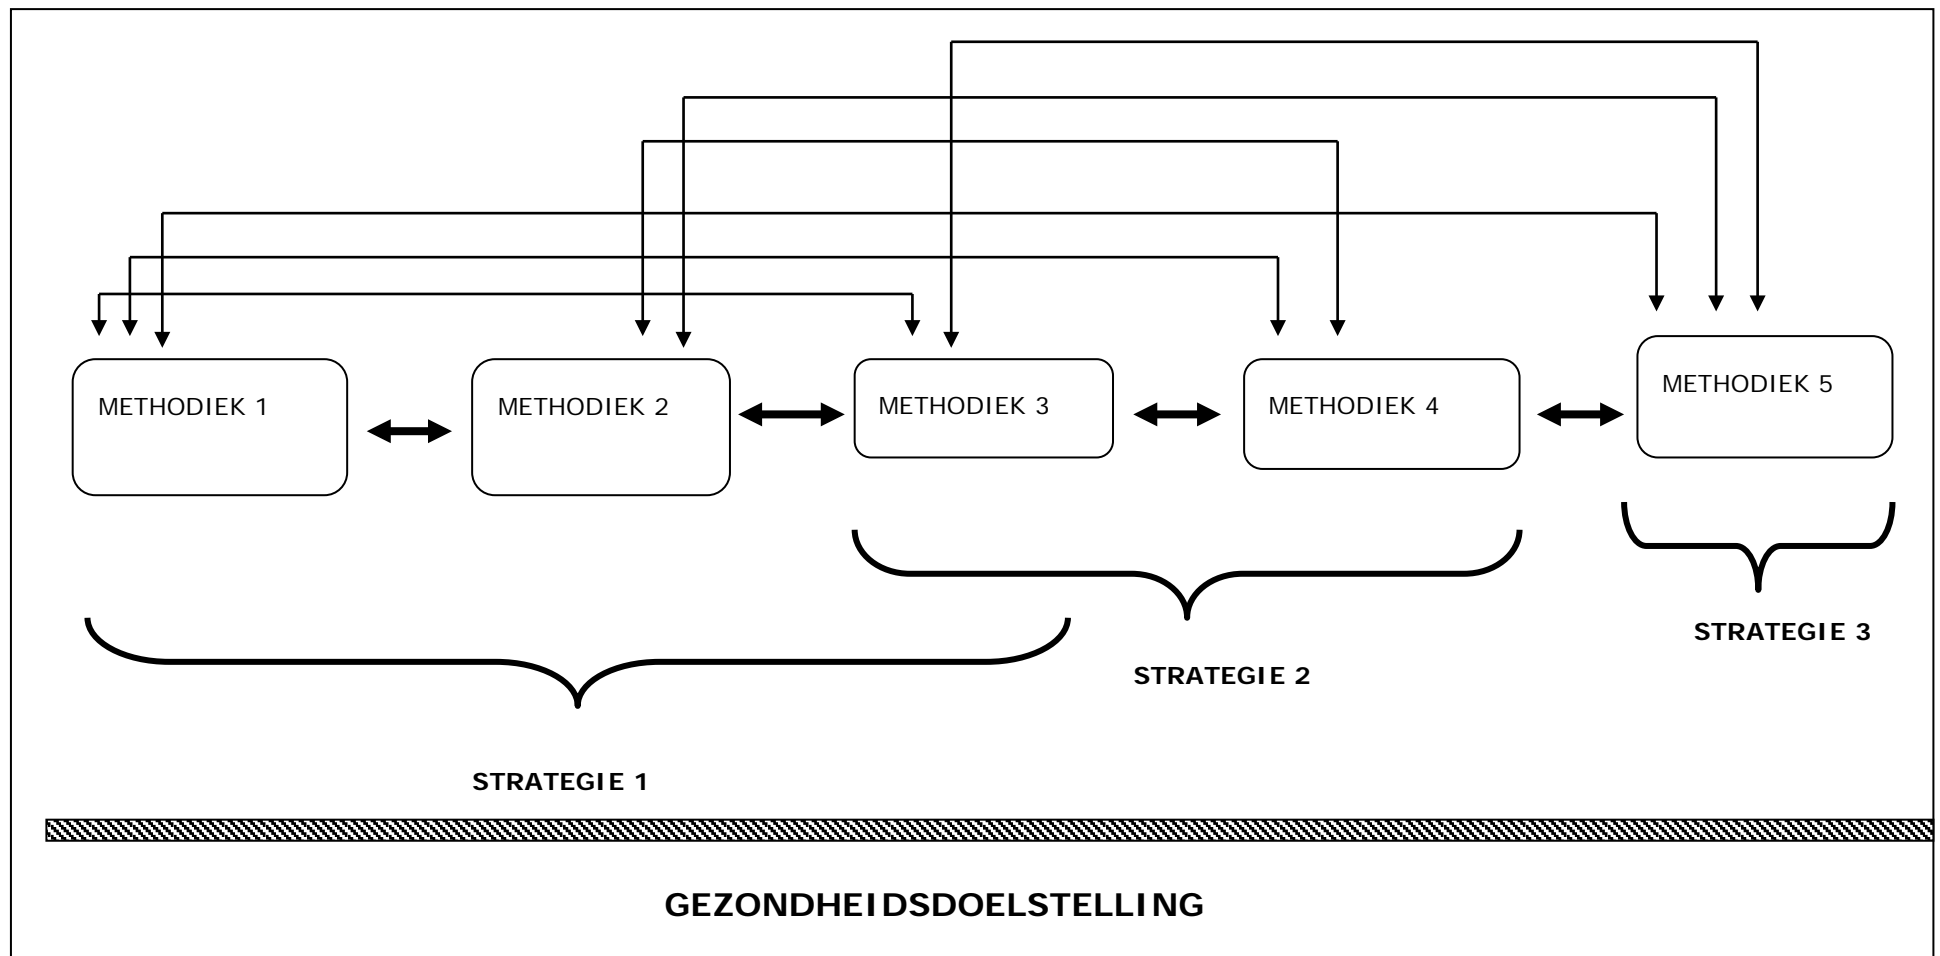 METHODIEK 1
METHODIEK 2
METHODIEK 3
METHODIEK 4
METHODIEK 5
STRATEGIE 3
STRATEGIE 2
STRATEGIE 1
GEZONDHEIDSDOELSTELLING